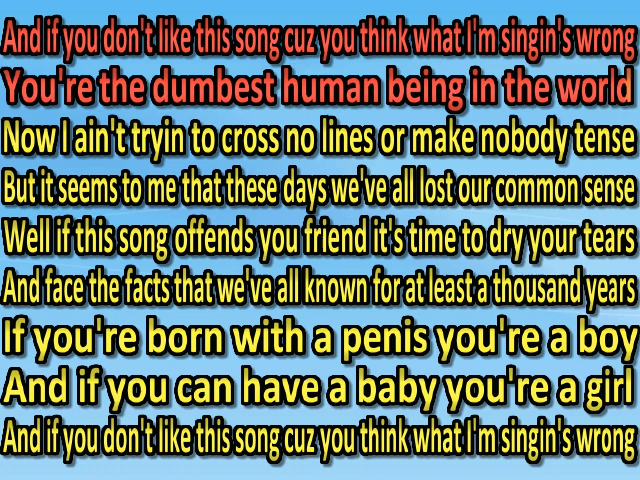 And if you don't like this song cuz you think what I'm singin's wrong
You're the dumbest human being in the world
Now I ain't tryin to cross no lines or make nobody tense
But it seems to me that these days we've all lost our common sense
Well if this song offends you friend it's time to dry your tears
And face the facts that we've all known for at least a thousand years
If you're born with a penis you're a boy
And if you can have a baby you're a girl
And if you don't like this song cuz you think what I'm singin's wrong